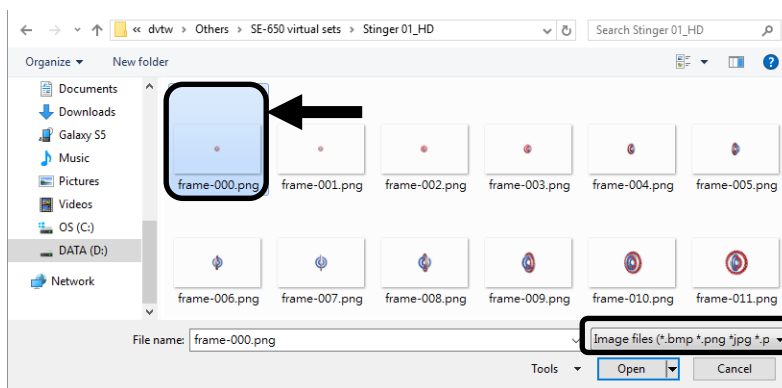 « dvtw > Others > SE-650 virtual sets > Stinger 01_HD
Search Stinger 01_HD
Organize
New folder
?
Documents
Downloads
Galaxy S5
Music
Pictures
Videos
OS (C:)
DATA (D:)
Network
frame-000.png frame-001.png frame-002.png frame-003.png frame-004.png frame-005.png
frame-006.png frame-007.png frame-008.png frame-009.png frame-010.png frame-011.png
File name: frame-000.png
Image files (*.bmp *.png *jpg *.p
Tools Open Cancel